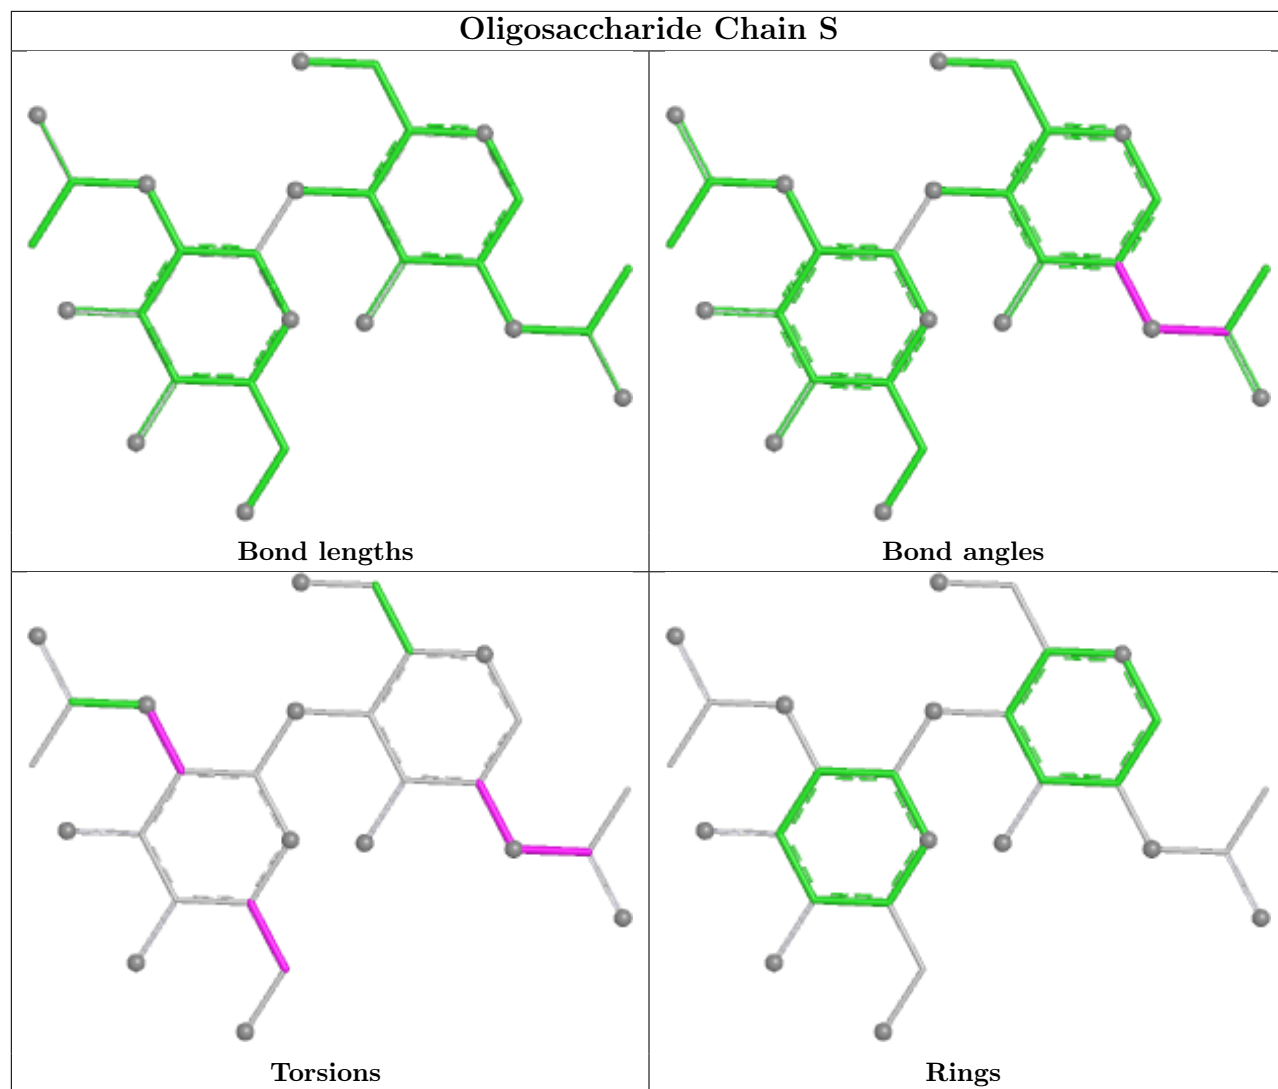 Oligosaccharide Chain S
Bond lengths
Bond angles
Torsions
Rings